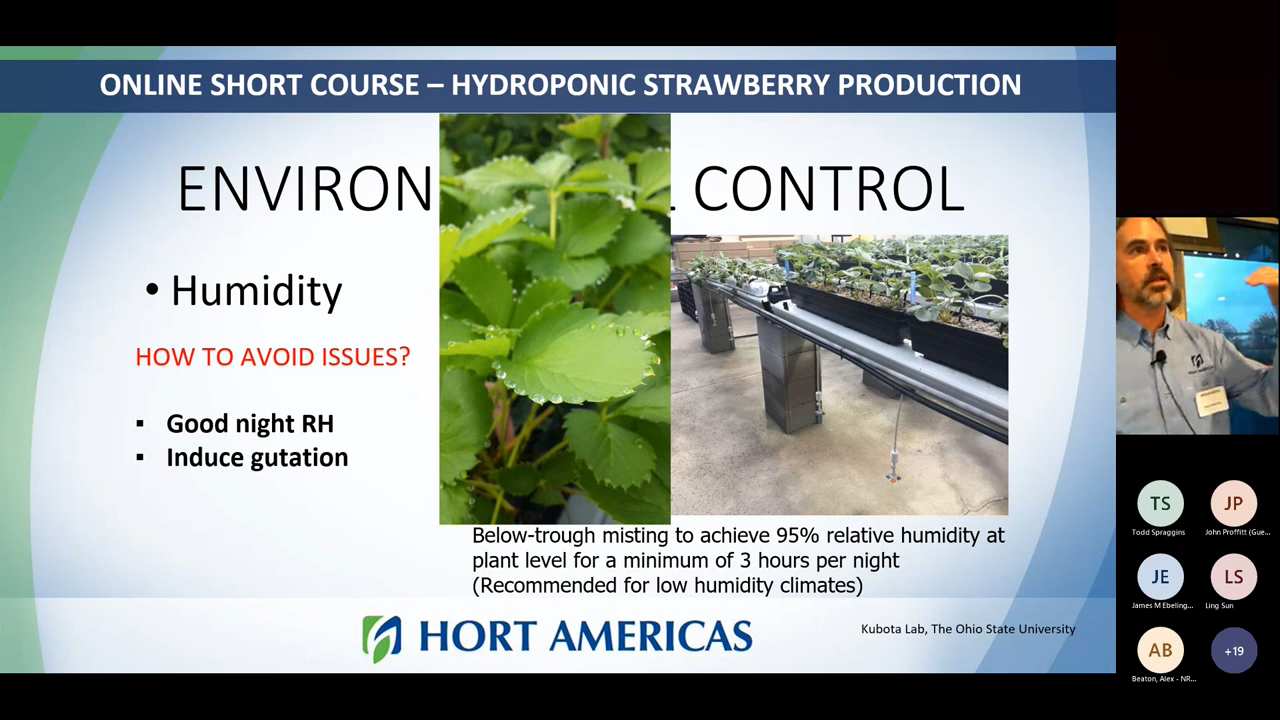 ONLINE SHORT COURSE – HYDROPONIC STRAWBERRY PRODUCTION
ENVIRON L CONTROL
• Humidity
HOW TO AVOID ISSUES?
▪ Good night RH
▪ Induce gutation
Below-trough misting to achieve 95% relative humidity at
plant level for a minimum of 3 hours per night
(Recommended for low humidity climates)
HORT AMERICAS
Kubota Lab, The Ohio State University
TS
Todd Spraggins
JP
John Proffitt (Gue...
JE
James M Ebeling...
LS
Ling Sun
AB
Beaton, Alex - NR...
+19